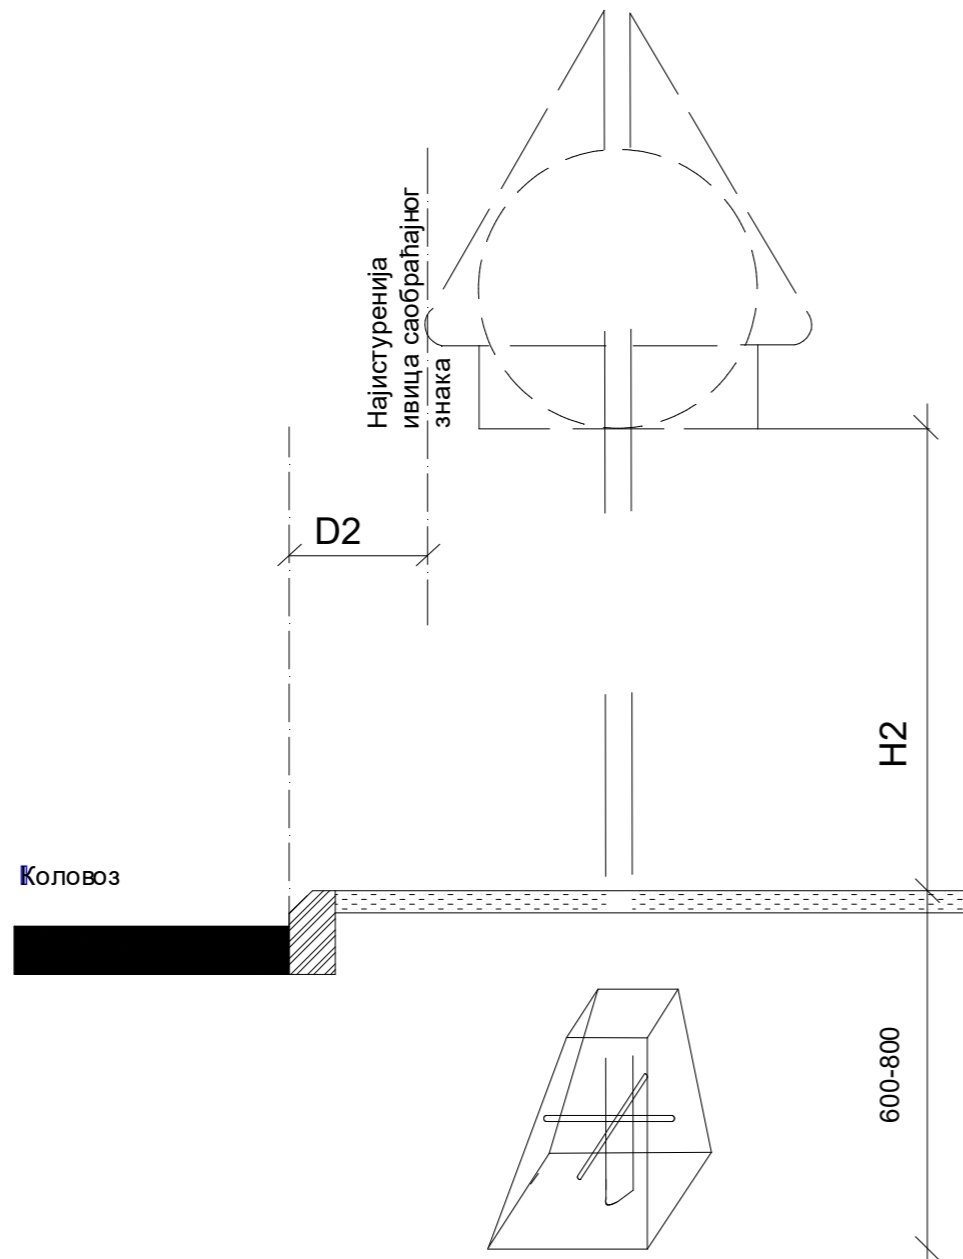 Најистуренија
ивица саобраћајног
знака
D2
H2
Коловоз
600-800